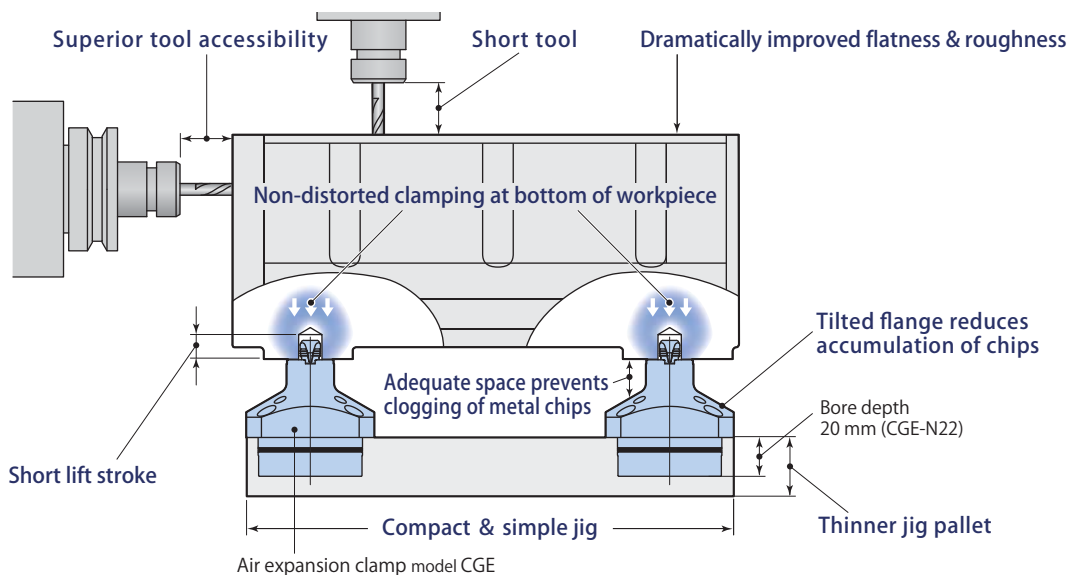 Superior tool accessibility
Short tool
Dramatically improved flatness & roughness
Non-distorted clamping at bottom of workpiece
Tilted flange reduces
accumulation of chips
Adequate space prevents
clogging of metal chips
Bore depth
20 mm (CGE-N22)
Short lift stroke
Compact & simple jig
Thinner jig pallet
Air expansion clamp model CGE